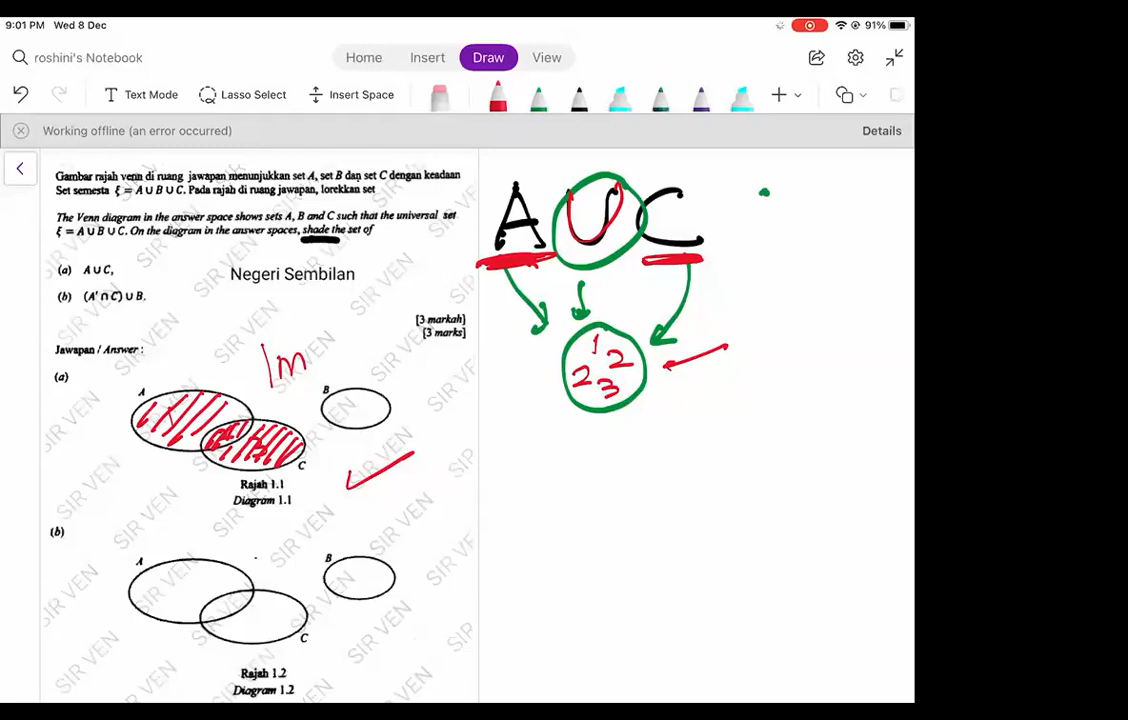 9:01 PM Wed 8 Dec
91%
roshini's Notebook
Home Insert Draw View
Text Mode Lasso Select Insert Space
Working offline (an error occurred) Details
Gambar rajah venn di ruang jawapan menunjukkan set A, set B dan set C dengan keadaan
Set semesta ξ = A ∪ B ∪ C. Pada rajah di ruang jawapan, lorekkan set
The Venn diagram in the answer space shows sets A, B and C such that the universal set
ξ = A ∪ B ∪ C. On the diagram in the answer spaces, shade the set of
(a) A ∪ C,
Negeri Sembilan
(b) (A' ∩ C) ∪ B.
[3 markah]
[3 marks]
Jawapan / Answer :
(a)
1m
A
B
C
Rajah 1.1
Diagram 1.1
(b)
A
B
C
Rajah 1.2
Diagram 1.2
A ∪ C
1
2 2
3
SIR VEN